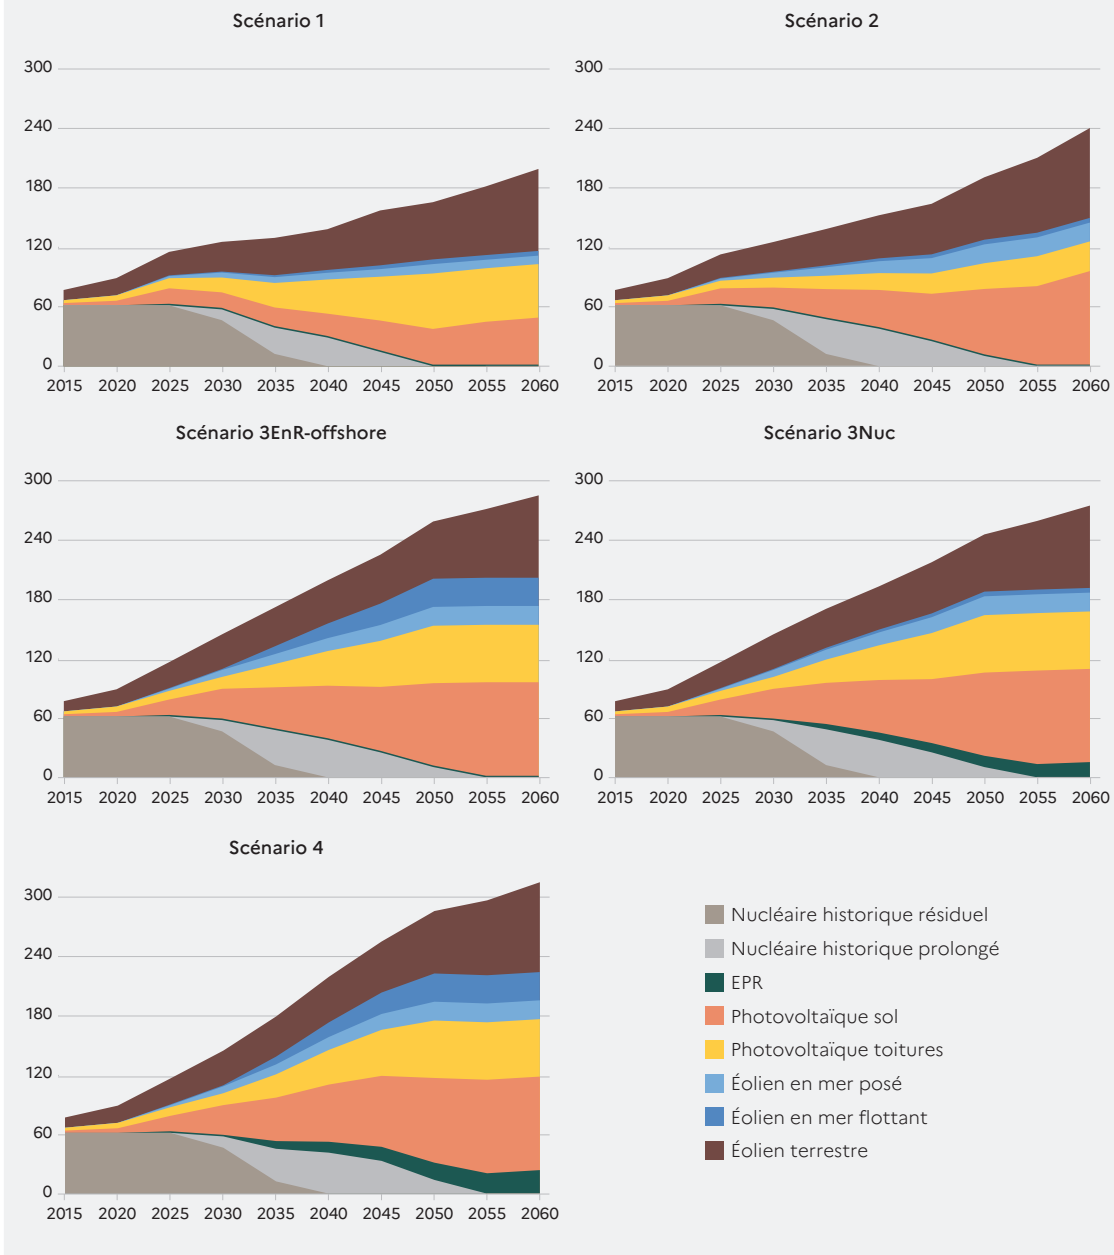 Scénario 1
300
240
180
120
60
0
2015 2020 2025 2030 2035 2040 2045 2050 2055 2060
Scénario 2
300
240
180
120
60
0
2015 2020 2025 2030 2035 2040 2045 2050 2055 2060
Scénario 3EnR-offshore
300
240
180
120
60
0
2015 2020 2025 2030 2035 2040 2045 2050 2055 2060
Scénario 3Nuc
300
240
180
120
60
0
2015 2020 2025 2030 2035 2040 2045 2050 2055 2060
Scénario 4
300
240
180
120
60
0
2015 2020 2025 2030 2035 2040 2045 2050 2055 2060
Nucléaire historique résiduel
Nucléaire historique prolongé
EPR
Photovoltaïque sol
Photovoltaïque toitures
Éolien en mer posé
Éolien en mer flottant
Éolien terrestre